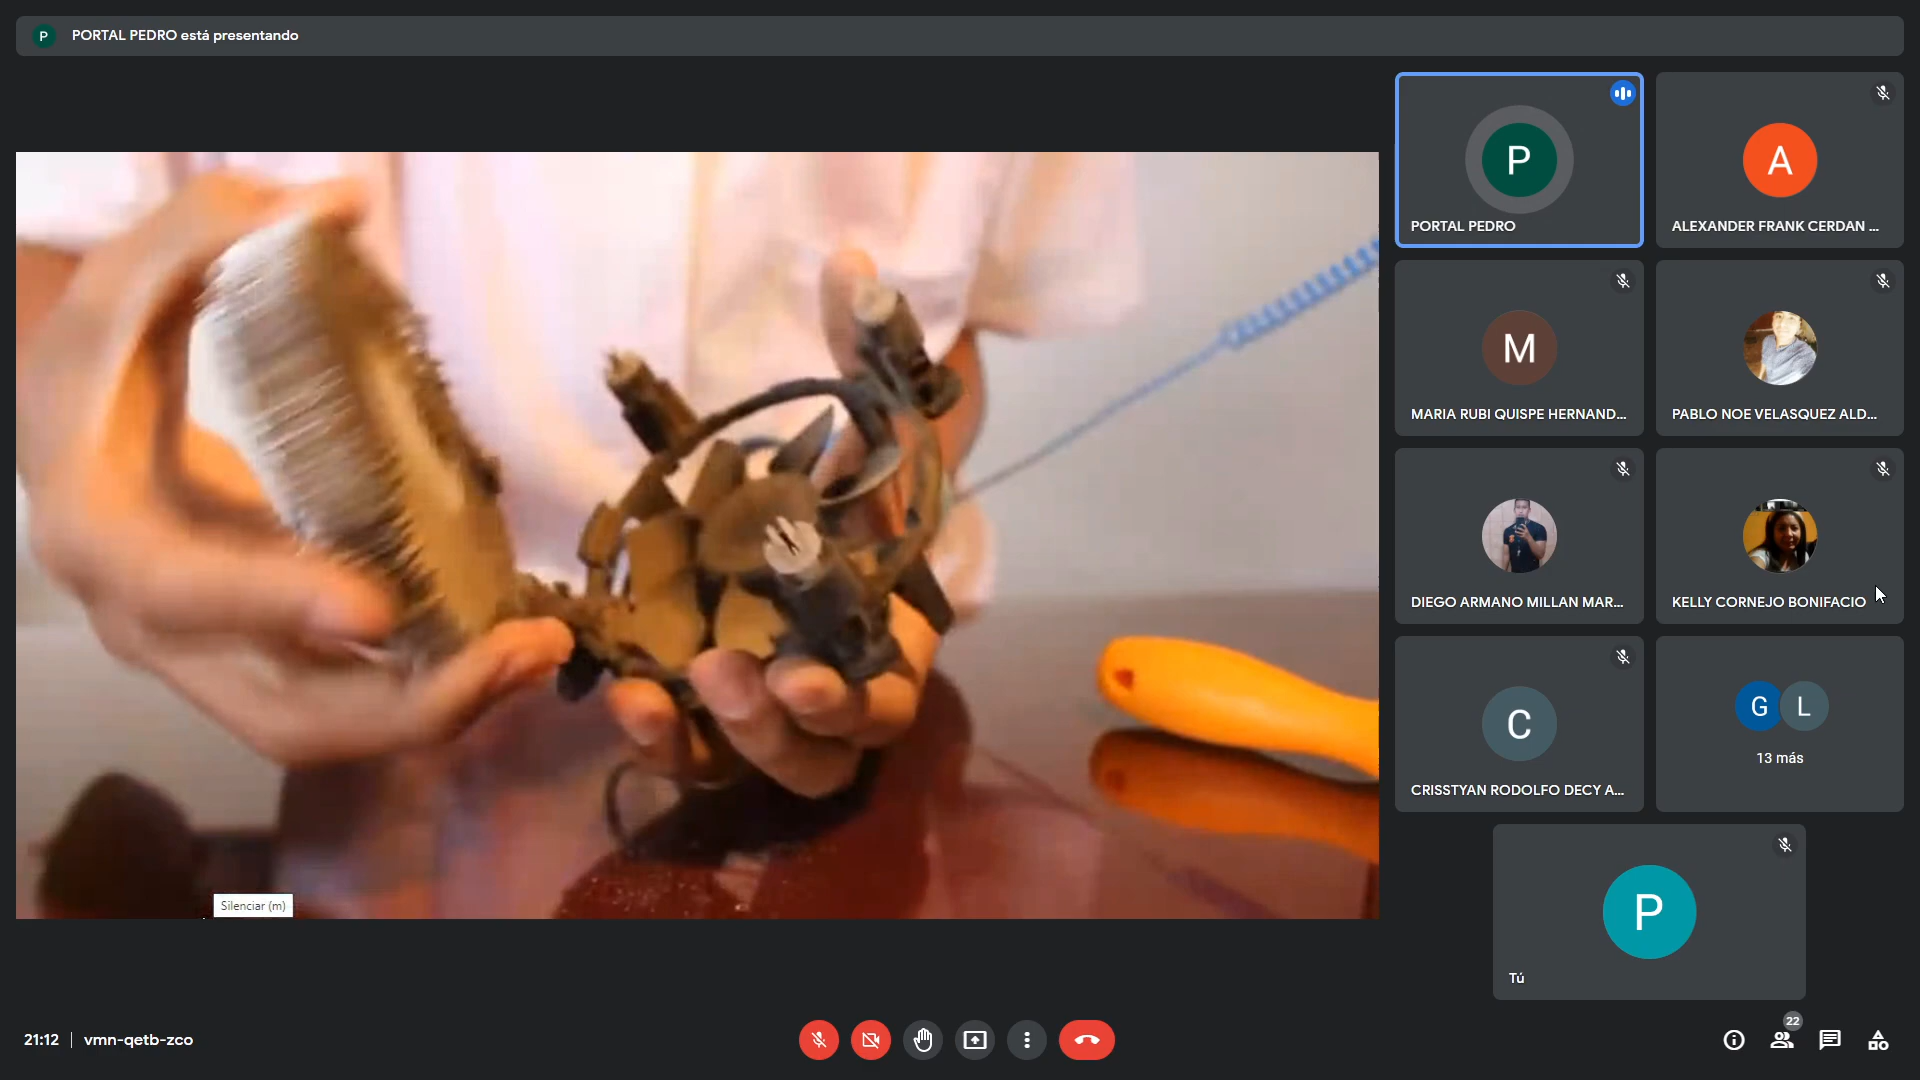 P PORTAL PEDRO está presentando
P
PORTAL PEDRO
A
ALEXANDER FRANK CERDAN ...
M
MARIA RUBI QUISPE HERNAND...
PABLO NOE VELASQUEZ ALD...
DIEGO ARMANO MILLAN MAR...
KELLY CORNEJO BONIFACIO
C
CRISSTYAN RODOLFO DECY A...
G L
13 más
P
Tú
Silenciar (m)
21:12 | vmn-qetb-zco
22